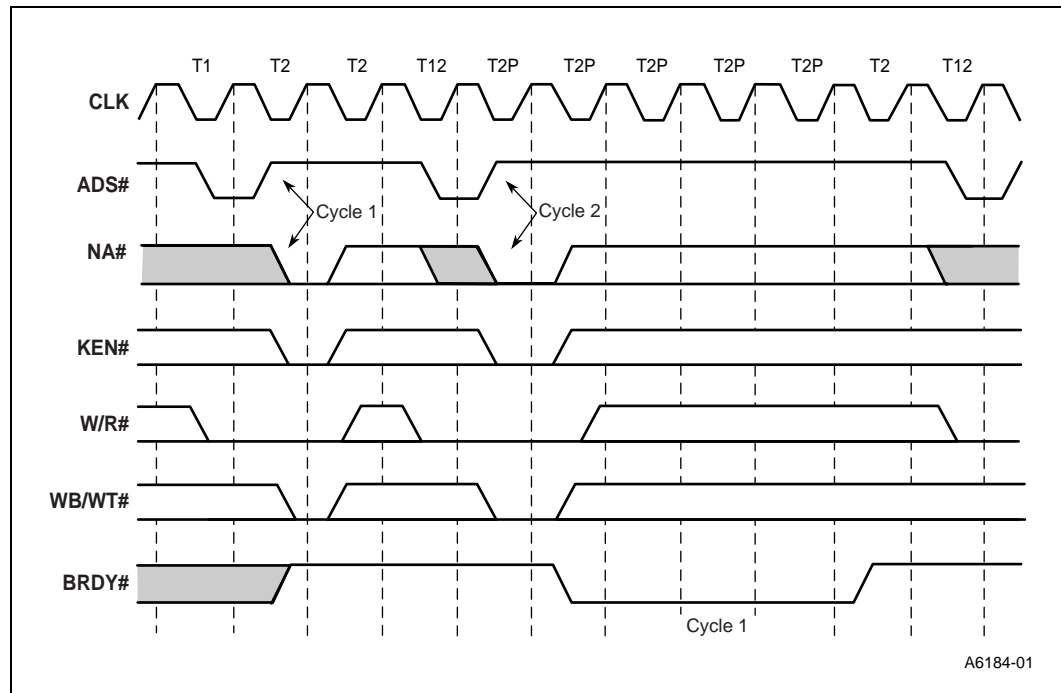 T1 T2 T2 T12 T2P T2P T2P T2P T2P T2 T12
CLK
ADS#
Cycle 1 Cycle 2
NA#
KEN#
W/R#
WB/WT#
BRDY#
Cycle 1
A6184-01